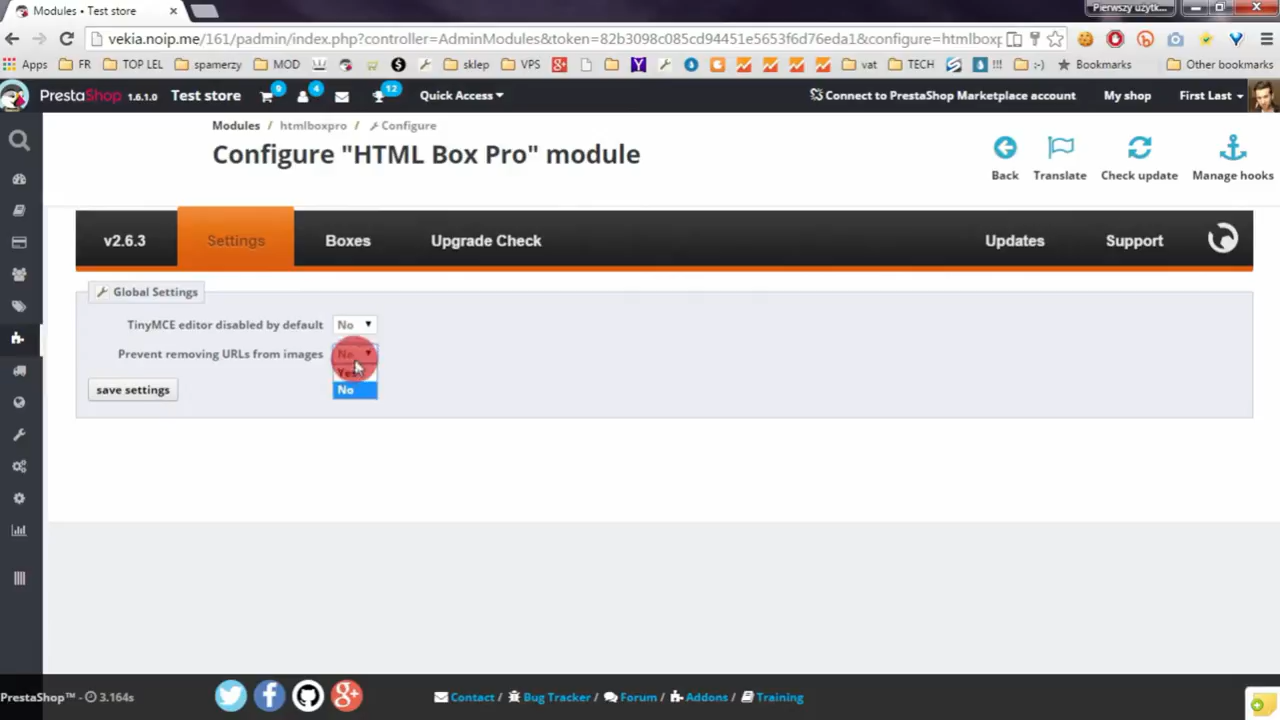 Modules • Test store
Pierwszy użytk...
vekia.noip.me/161/padmin/index.php?controller=AdminModules&token=82b3098c085cd94451e5653f6d76eda1&configure=htmlboxp
Apps FR TOP LEL spamerzy MOD sklep VPS !!! vat TECH :-) Bookmarks Other bookmarks
PrestaShop 1.6.1.0 Test store 9 4 12 Quick Access Connect to PrestaShop Marketplace account My shop First Last
Modules / htmlboxpro / Configure
Configure "HTML Box Pro" module
Back Translate Check update Manage hooks
v2.6.3 Settings Boxes Upgrade Check Updates Support
Global Settings
TinyMCE editor disabled by default No
Prevent removing URLs from images No
Yes
save settings No
PrestaShop™ - 3.164s Contact / Bug Tracker / Forum / Addons / Training